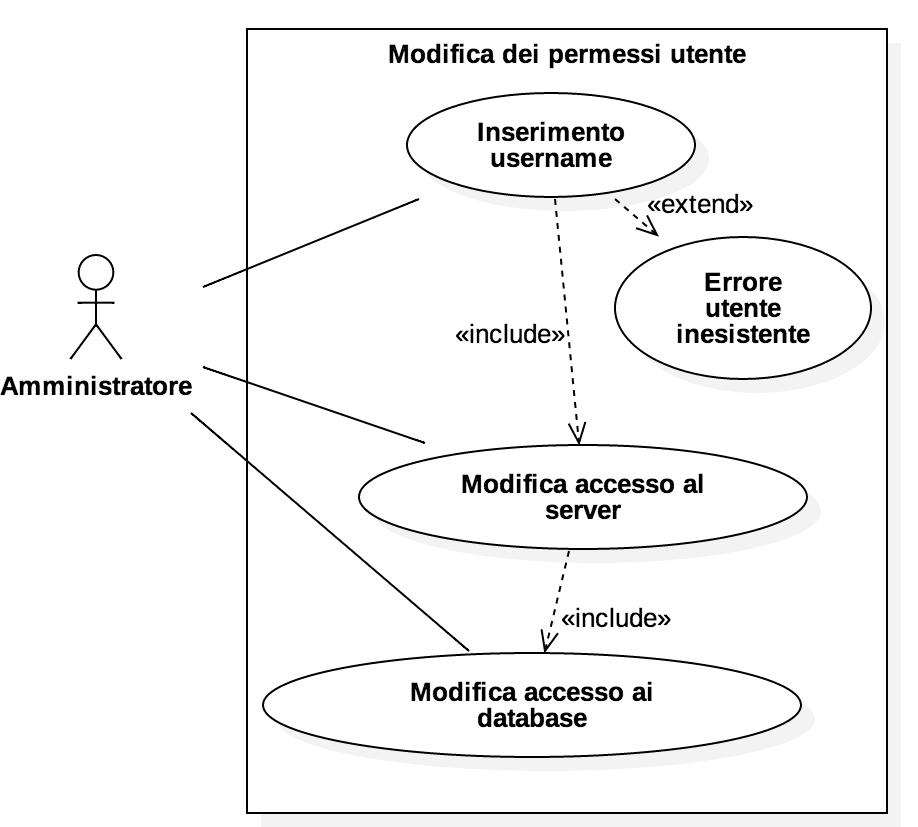 Modifica dei permessi utente
Inserimento
username
«extend»
Errore
utente
inesistente
«include»
Amministratore
Modifica accesso al
server
«include»
Modifica accesso ai
database